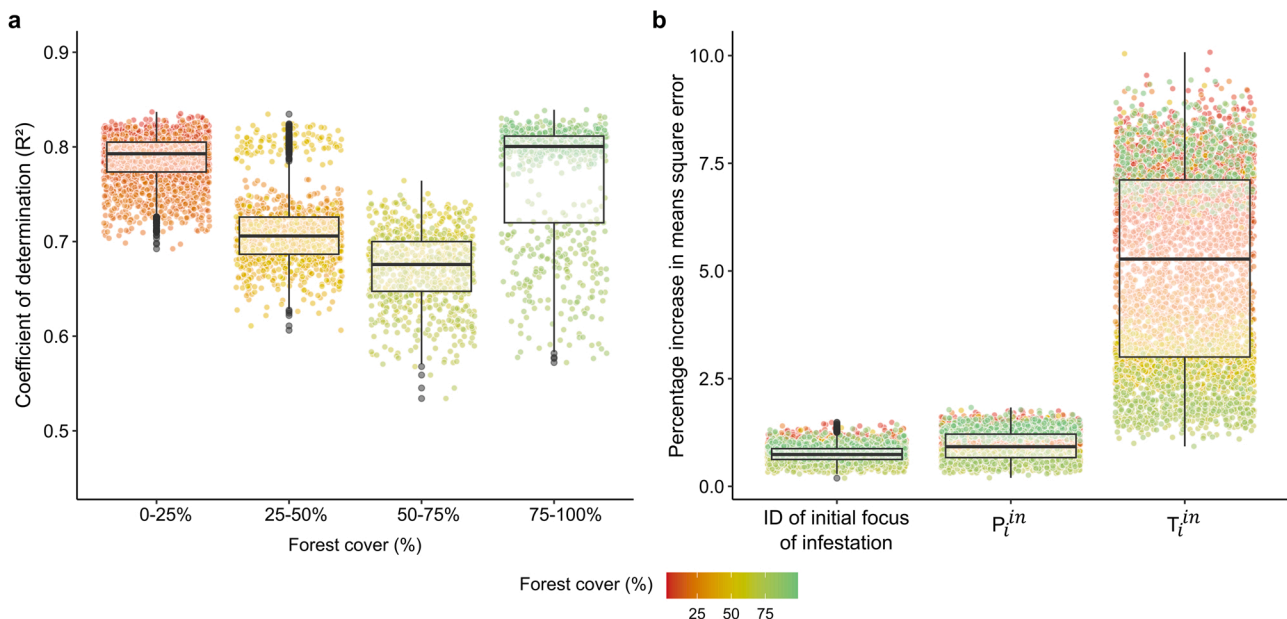 a
Coefficient of determination (R²)
0.9
0.8
0.7
0.6
0.5
0-25%
25-50%
50-75%
75-100%
Forest cover (%)
b
Percentage increase in means square error
10.0
7.5
5.0
2.5
0.0
ID of initial focus
of infestation
P_i^in
T_i^in
Forest cover (%)
25
50
75